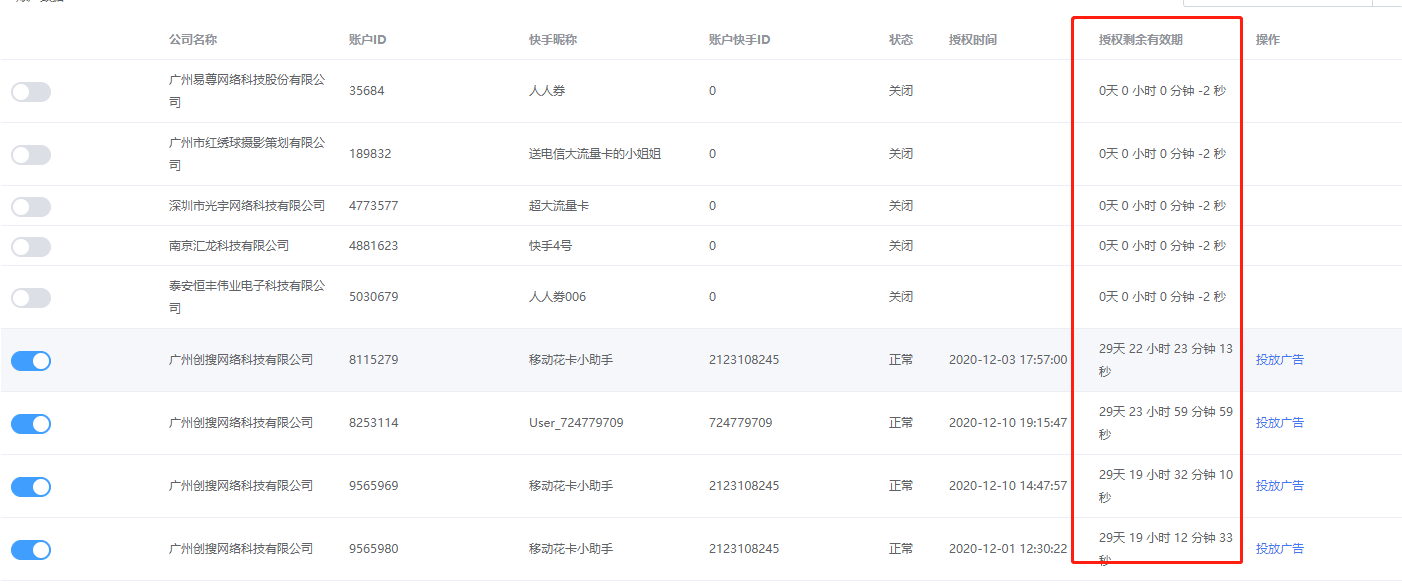 公司名称 账户ID 快手昵称 账户快手ID 状态 授权时间 授权剩余有效期 操作
广州易尊网络科技股份有限公
司 35684 人人券 0 关闭 0天 0 小时 0 分钟 -2 秒
广州市红绣球摄影策划有限公
司 189832 送电信大流量卡的小姐姐 0 关闭 0天 0 小时 0 分钟 -2 秒
深圳市光宇网络科技有限公司 4773577 超大流量卡 0 关闭 0天 0 小时 0 分钟 -2 秒
南京汇龙科技有限公司 4881623 快手4号 0 关闭 0天 0 小时 0 分钟 -2 秒
泰安恒丰伟业电子科技有限公
司 5030679 人人券006 0 关闭 0天 0 小时 0 分钟 -2 秒
广州创搜网络科技有限公司 8115279 移动花卡小助手 2123108245 正常 2020-12-03 17:57:00 29天 22 小时 23 分钟 13
秒 投放广告
广州创搜网络科技有限公司 8253114 User_724779709 724779709 正常 2020-12-10 19:15:47 29天 23 小时 59 分钟 59
秒 投放广告
广州创搜网络科技有限公司 9565969 移动花卡小助手 2123108245 正常 2020-12-10 14:47:57 29天 19 小时 32 分钟 10
秒 投放广告
广州创搜网络科技有限公司 9565980 移动花卡小助手 2123108245 正常 2020-12-01 12:30:22 29天 19 小时 12 分钟 33
秒 投放广告